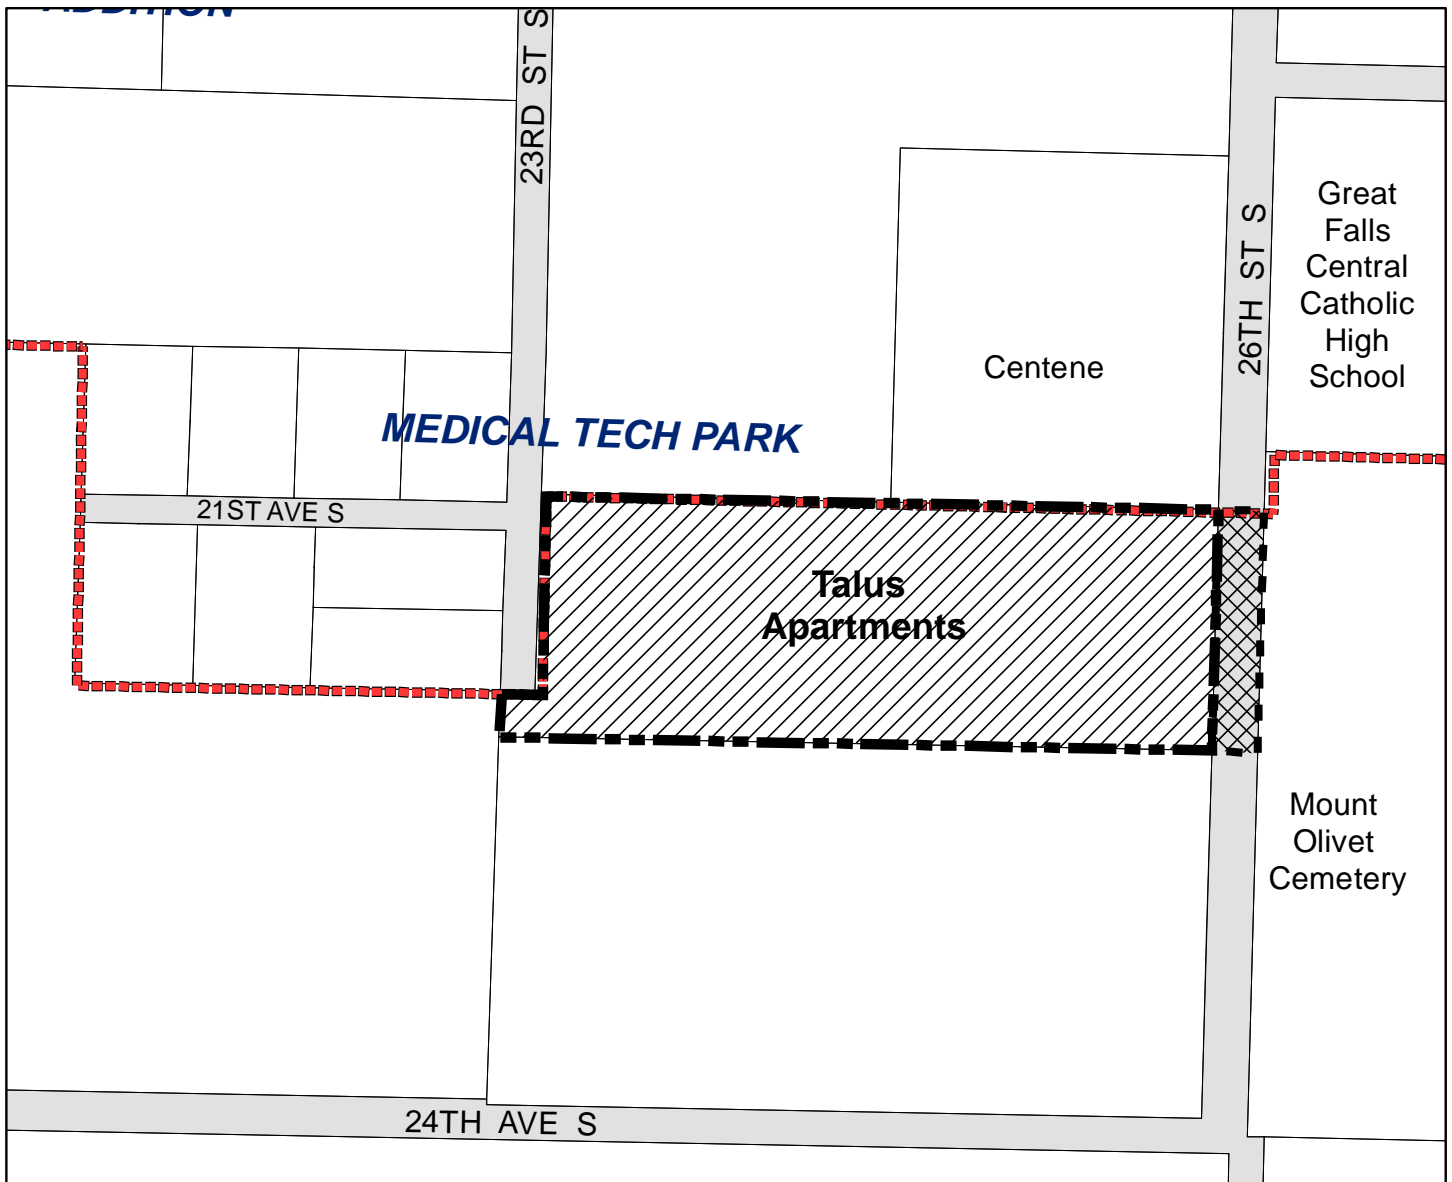 ADDITION
23RD ST S
26TH ST S
Great
Falls
Central
Catholic
High
School
Centene
MEDICAL TECH PARK
21ST AVE S
Talus
Apartments
Mount
Olivet
Cemetery
24TH AVE S